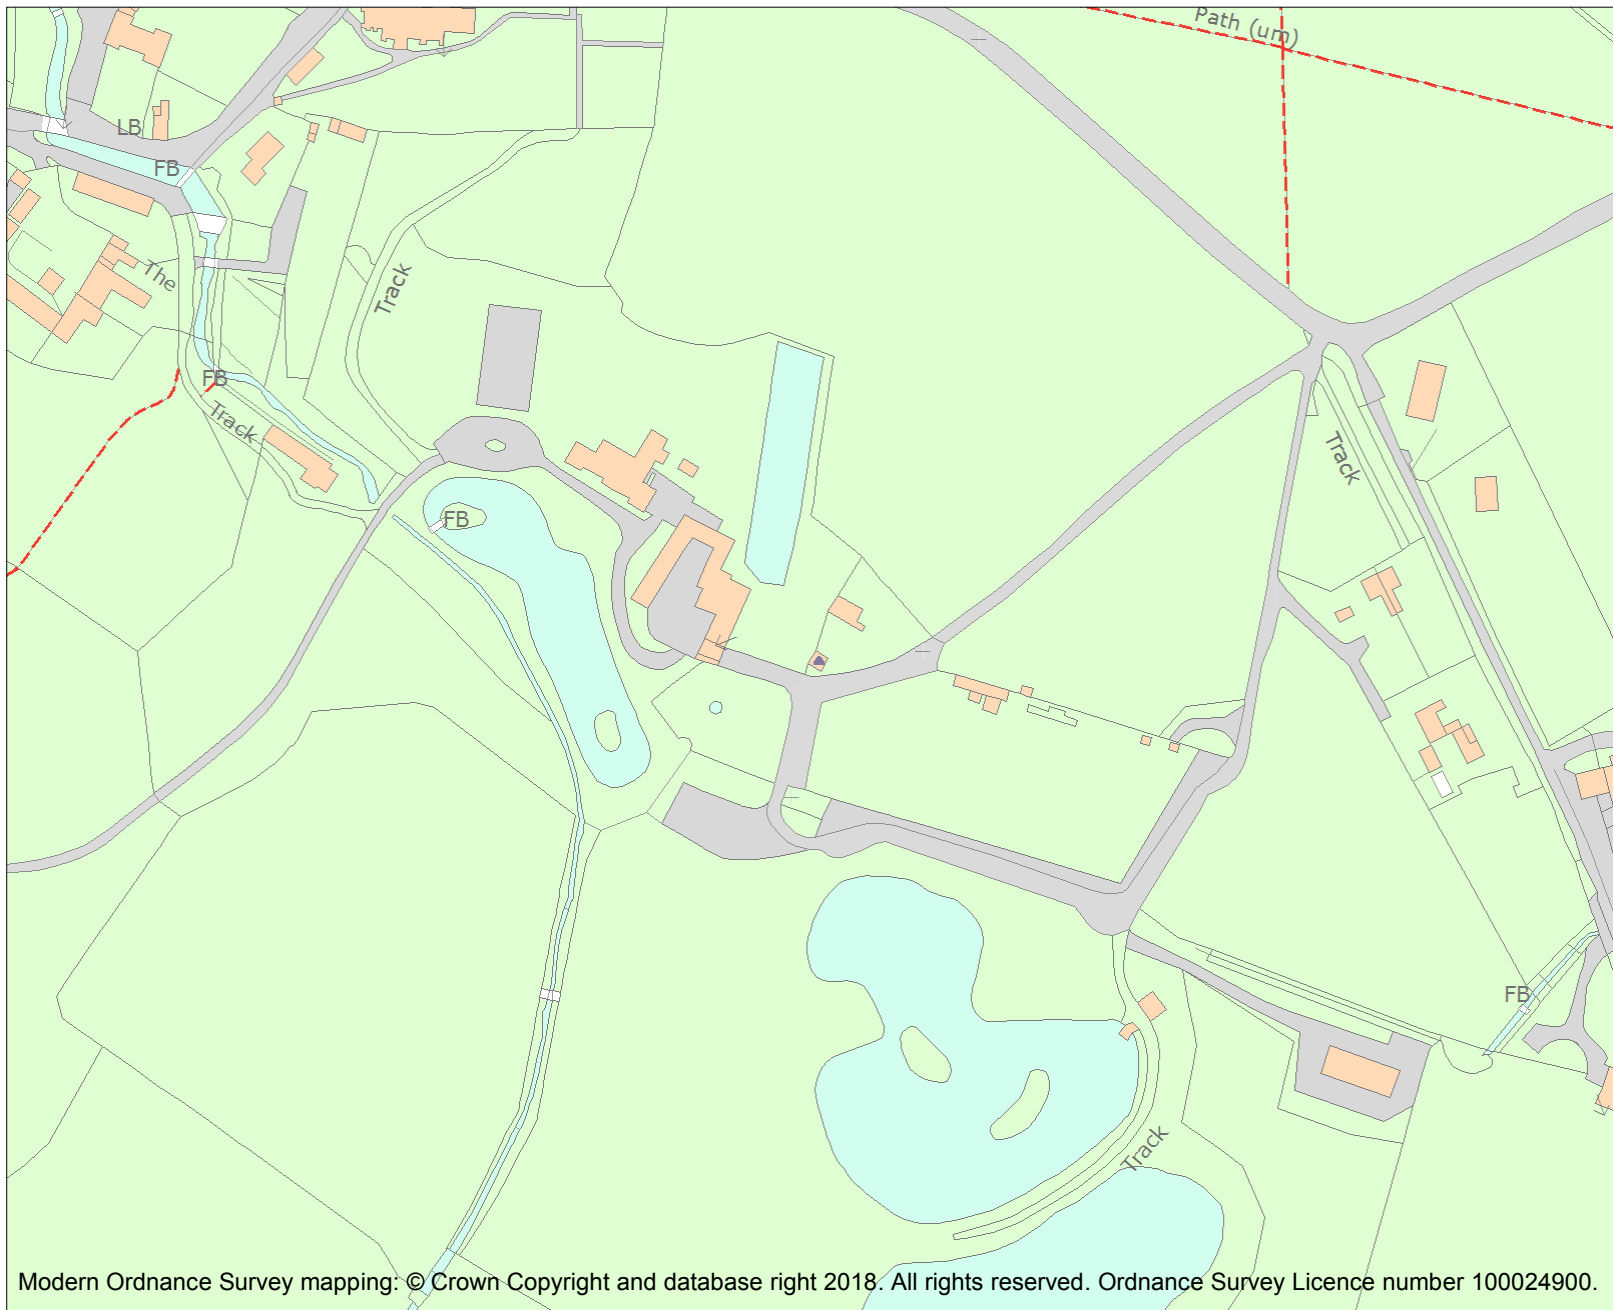 Path (um)
LB
FB
The
Track
FB
Track
Track
FB
FB
Track
Modern Ordnance Survey mapping: © Crown Copyright and database right 2018. All rights reserved. Ordnance Survey Licence number 100024900.